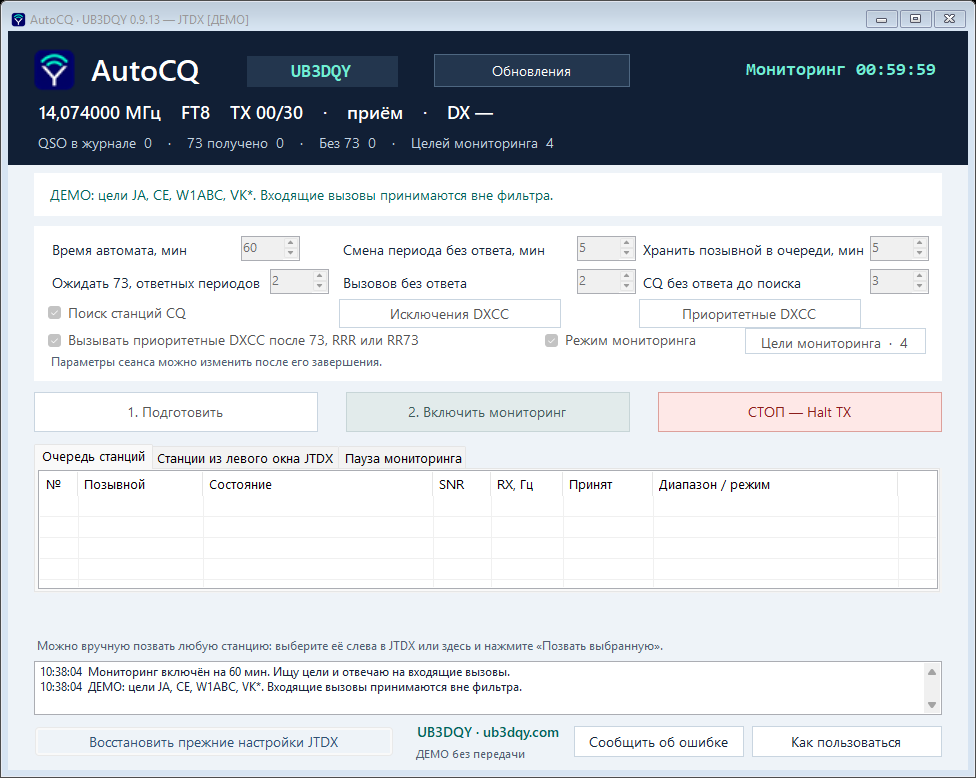 AutoCQ · UB3DQY 0.9.13 — JTDX [ДЕМО]
AutoCQ UB3DQY Обновления Мониторинг 00:59:59
14,074000 МГц FT8 TX 00/30 · приём · DX —
QSO в журнале 0 · 73 получено 0 · Без 73 0 · Целей мониторинга 4
ДЕМО: цели JA, CE, W1ABC, VK*. Входящие вызовы принимаются вне фильтра.
Время автомата, мин 60 Смена периода без ответа, мин 5 Хранить позывной в очереди, мин 5
Ожидать 73, ответных периодов 2 Вызовов без ответа 2 CQ без ответа до поиска 3
Поиск станций CQ Исключения DXCC Приоритетные DXCC
Вызывать приоритетные DXCC после 73, RRR или RR73 Режим мониторинга Цели мониторинга · 4
Параметры сеанса можно изменить после его завершения.
1. Подготовить 2. Включить мониторинг СТОП — Halt TX
Очередь станций Станции из левого окна JTDX Пауза мониторинга
№ Позывной Состояние SNR RX, Гц Принят Диапазон / режим
Можно вручную позвать любую станцию: выберите её слева в JTDX или здесь и нажмите «Позвать выбранную».
10:38:04 Мониторинг включён на 60 мин. Ищу цели и отвечаю на входящие вызовы.
10:38:04 ДЕМО: цели JA, CE, W1ABC, VK*. Входящие вызовы принимаются вне фильтра.
Восстановить прежние настройки JTDX UB3DQY · ub3dqy.com Сообщить об ошибке Как пользоваться
ДЕМО без передачи